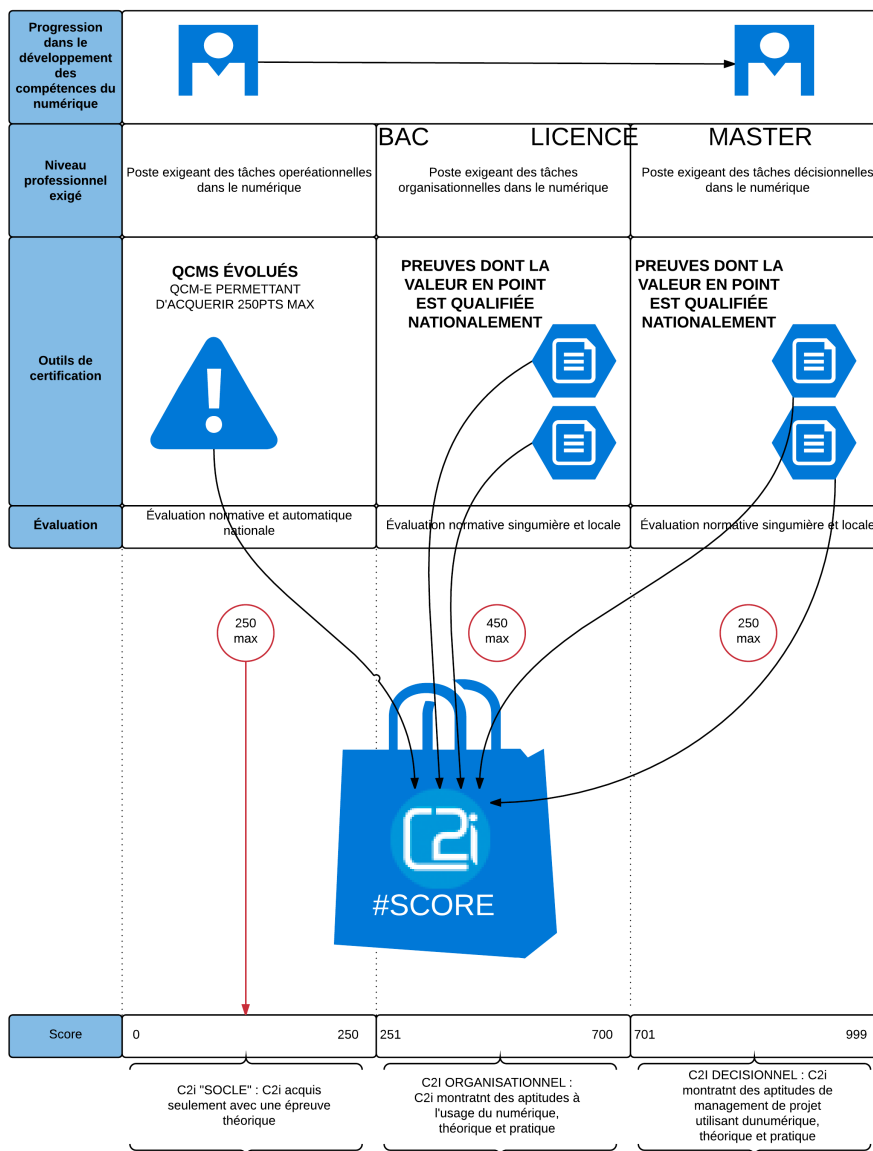 Progression
dans le
développement
des
compétences du
numérique
BAC
LICENCE
MASTER
Niveau
professionnel
exigé
Poste exigeant des tâches operéationnelles
dans le numérique
Poste exigeant des tâches
organisationnelles dans le numérique
Poste exigeant des tâches décisionnelles
dans le numérique
Outils de
certification
QCMS ÉVOLUÉS
QCM-E PERMETTANT
D'ACQUERIR 250PTS MAX
PREUVES DONT LA
VALEUR EN POINT
EST QUALIFIÉE
NATIONALEMENT
PREUVES DONT LA
VALEUR EN POINT
EST QUALIFIÉE
NATIONALEMENT
Évaluation
Évaluation normative et automatique
nationale
Évaluation normative singumière et locale
Évaluation normative singumière et locale
250
max
450
max
250
max
C2i
#SCORE
Score
0
250
251
700
701
999
C2i "SOCLE" : C2i acquis
seulement avec une épreuve
théorique
C2I ORGANISATIONNEL :
C2i montratnt des aptitudes à
l'usage du numérique,
théorique et pratique
C2I DECISIONNEL : C2i
montratnt des aptitudes de
management de projet
utilisant dunumérique,
théorique et pratique